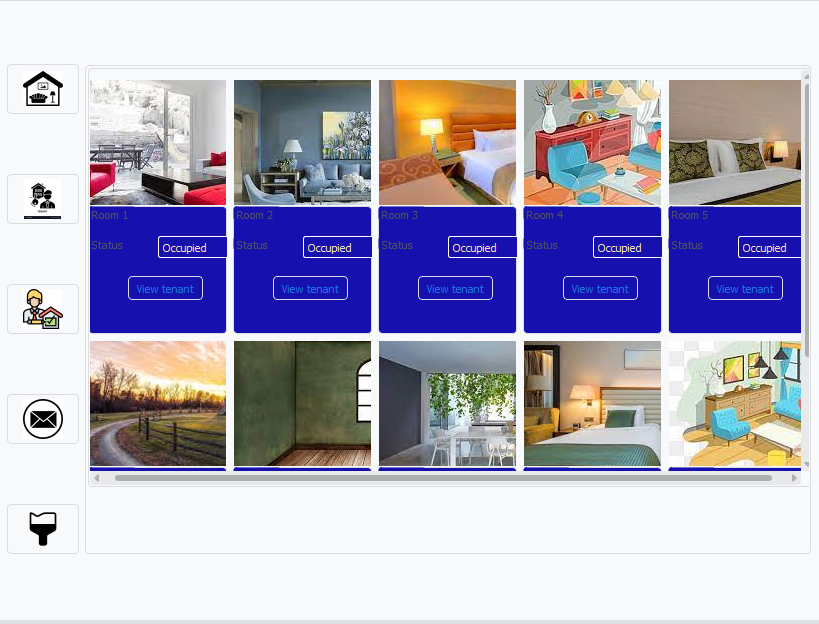 Room 1
Room 2
Room 3
Room 4
Room 5
Status
Occupied
Status
Occupied
Status
Occupied
Status
Occupied
Status
Occupied
View tenant
View tenant
View tenant
View tenant
View tenant